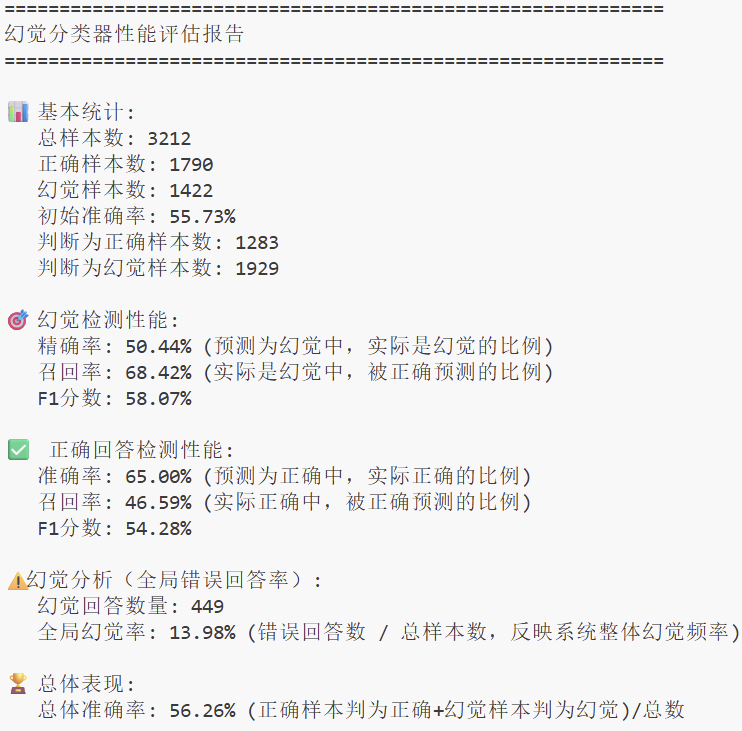 ============================================================
幻觉分类器性能评估报告
============================================================
📊 基本统计:
总样本数: 3212
正确样本数: 1790
幻觉样本数: 1422
初始准确率: 55.73%
判断为正确样本数: 1283
判断为幻觉样本数: 1929
🎯 幻觉检测性能:
精确率: 50.44% (预测为幻觉中, 实际是幻觉的比例)
召回率: 68.42% (实际是幻觉中, 被正确预测的比例)
F1分数: 58.07%
✅ 正确回答检测性能:
准确率: 65.00% (预测为正确中, 实际正确的比例)
召回率: 46.59% (实际正确中, 被正确预测的比例)
F1分数: 54.28%
⚠️幻觉分析（全局错误回答率）:
幻觉回答数量: 449
全局幻觉率: 13.98% (错误回答数 / 总样本数, 反映系统整体幻觉频率)
🏆 总体表现:
总体准确率: 56.26% (正确样本判为正确+幻觉样本判为幻觉)/总数